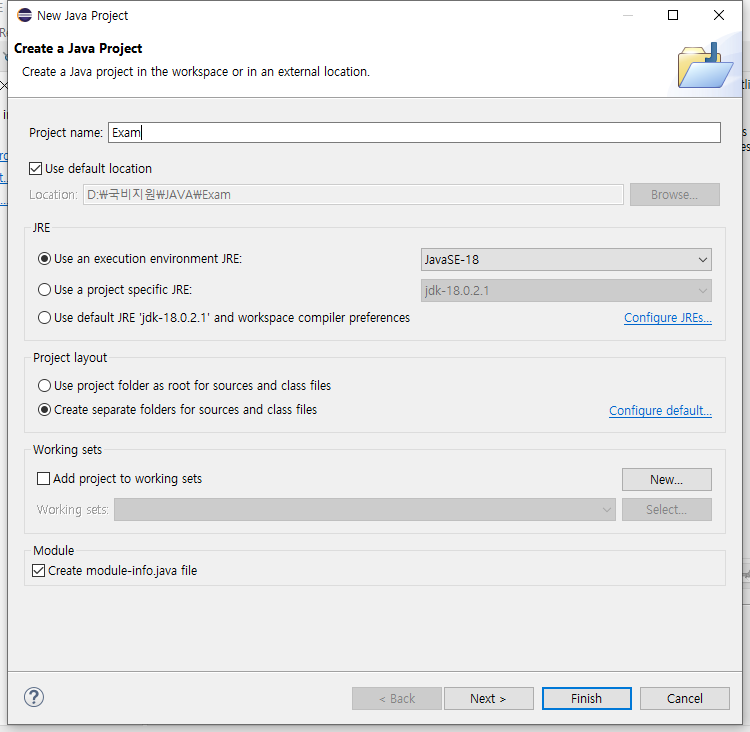 New Java Project
Create a Java Project
Create a Java project in the workspace or in an external location.
Project name: Exam
Use default location
Location: D:₩국비지원₩JAVA₩Exam Browse...
JRE
Use an execution environment JRE: JavaSE-18
Use a project specific JRE: jdk-18.0.2.1
Use default JRE 'jdk-18.0.2.1' and workspace compiler preferences Configure JREs...
Project layout
Use project folder as root for sources and class files
Create separate folders for sources and class files Configure default...
Working sets
Add project to working sets New...
Working sets: Select...
Module
Create module-info.java file
? < Back Next > Finish Cancel